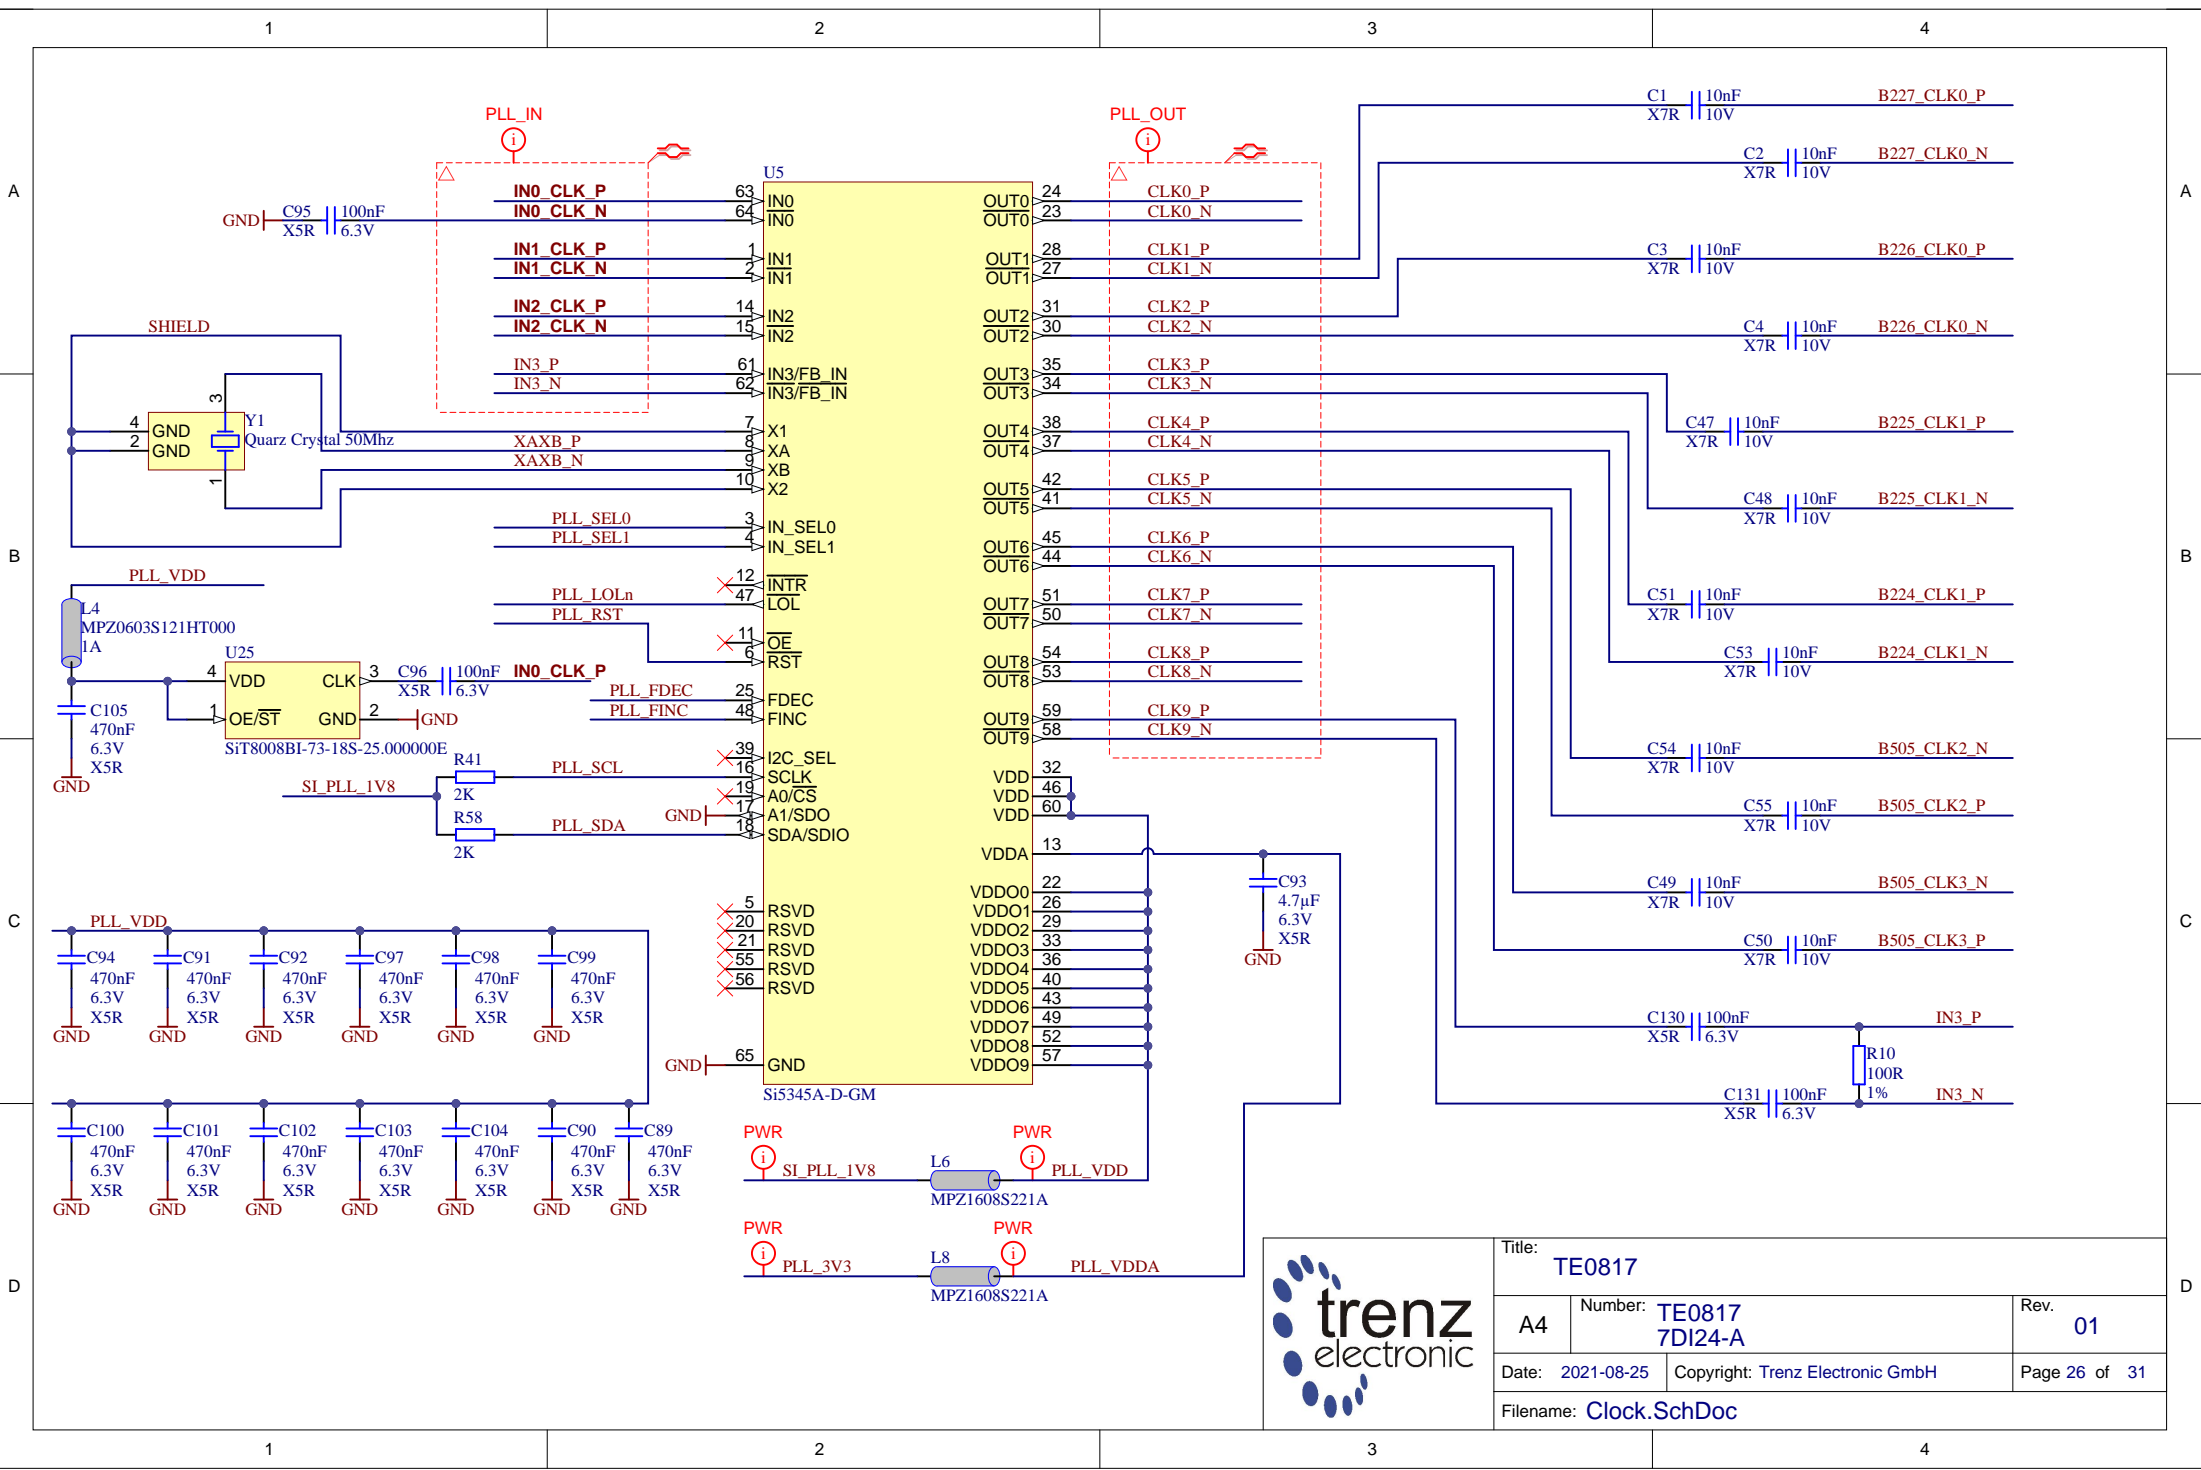 1 2 3 4
A A
B B
C C
D D
1 2 3 4
PLL_IN
PLL_OUT
U5
Si5345A-D-GM
IN0_CLK_P 63 IN0
IN0_CLK_N 64 IN0
GND C95 100nF
X5R 6.3V
IN1_CLK_P 1 IN1
IN1_CLK_N 2 IN1
IN2_CLK_P 14 IN2
IN2_CLK_N 15 IN2
IN3_P 61 IN3/FB_IN
IN3_N 62 IN3/FB_IN
SHIELD
7 X1
XAXB_P 8 XA
XAXB_N 9 XB
10 X2
3
4 GND
2 GND
1
Y1
Quarz Crystal 50Mhz
PLL_SEL0 3 IN_SEL0
PLL_SEL1 4 IN_SEL1
12 INTR
PLL_LOLn 47 LOL
PLL_RST
11 OE
6 RST
PLL_FDEC 25 FDEC
PLL_FINC 48 FINC
39 I2C_SEL
PLL_SCL 16 SCLK
19 A0/CS
GND 17 A1/SDO
PLL_SDA 18 SDA/SDIO
5 RSVD
20 RSVD
21 RSVD
55 RSVD
56 RSVD
GND 65 GND
PLL_VDD
L4
MPZ0603S121HT000
1A
U25
4 VDD CLK 3
1 OE/ST GND 2
GND
SiT8008BI-73-18S-25.000000E
C96 100nF IN0_CLK_P
X5R 6.3V
C105
470nF
6.3V
X5R
GND
SI_PLL_1V8
R41
2K
R58
2K
PLL_VDD
C94 C91 C92 C97 C98 C99
470nF 470nF 470nF 470nF 470nF 470nF
6.3V 6.3V 6.3V 6.3V 6.3V 6.3V
X5R X5R X5R X5R X5R X5R
GND GND GND GND GND GND
C100 C101 C102 C103 C104 C90 C89
470nF 470nF 470nF 470nF 470nF 470nF 470nF
6.3V 6.3V 6.3V 6.3V 6.3V 6.3V 6.3V
X5R X5R X5R X5R X5R X5R X5R
GND GND GND GND GND GND GND
OUT0 24 CLK0_P
OUT0 23 CLK0_N
OUT1 28 CLK1_P
OUT1 27 CLK1_N
OUT2 31 CLK2_P
OUT2 30 CLK2_N
OUT3 35 CLK3_P
OUT3 34 CLK3_N
OUT4 38 CLK4_P
OUT4 37 CLK4_N
OUT5 42 CLK5_P
OUT5 41 CLK5_N
OUT6 45 CLK6_P
OUT6 44 CLK6_N
OUT7 51 CLK7_P
OUT7 50 CLK7_N
OUT8 54 CLK8_P
OUT8 53 CLK8_N
OUT9 59 CLK9_P
OUT9 58 CLK9_N
VDD 32
VDD 46
VDD 60
VDDA 13
VDDO0 22
VDDO1 26
VDDO2 29
VDDO3 33
VDDO4 36
VDDO5 40
VDDO6 43
VDDO7 49
VDDO8 52
VDDO9 57
C93
4.7µF
6.3V
X5R
GND
C1 10nF B227_CLK0_P
X7R 10V
C2 10nF B227_CLK0_N
X7R 10V
C3 10nF B226_CLK0_P
X7R 10V
C4 10nF B226_CLK0_N
X7R 10V
C47 10nF B225_CLK1_P
X7R 10V
C48 10nF B225_CLK1_N
X7R 10V
C51 10nF B224_CLK1_P
X7R 10V
C53 10nF B224_CLK1_N
X7R 10V
C54 10nF B505_CLK2_N
X7R 10V
C55 10nF B505_CLK2_P
X7R 10V
C49 10nF B505_CLK3_N
X7R 10V
C50 10nF B505_CLK3_P
X7R 10V
C130 100nF IN3_P
X5R 6.3V
R10
100R
1%
C131 100nF IN3_N
X5R 6.3V
PWR PWR
SI_PLL_1V8 L6 PLL_VDD
MPZ1608S221A
PWR PWR
PLL_3V3 L8 PLL_VDDA
MPZ1608S221A
trenz
electronic
Title:
TE0817
A4
Number: TE0817
7DI24-A
Rev.
01
Date: 2021-08-25 Copyright: Trenz Electronic GmbH Page 26 of 31
Filename: Clock.SchDoc